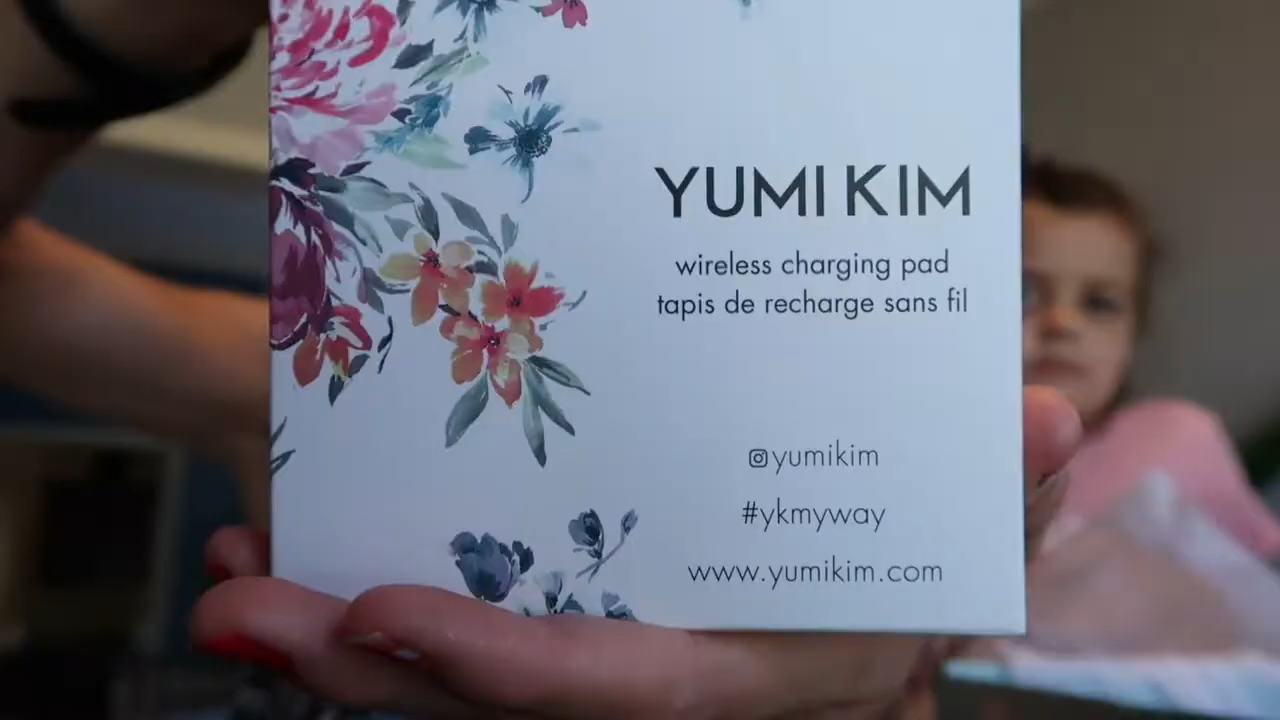 YUMI KIM
wireless charging pad
tapis de recharge sans fil
yumikim
#ykmyway
www.yumikim.com